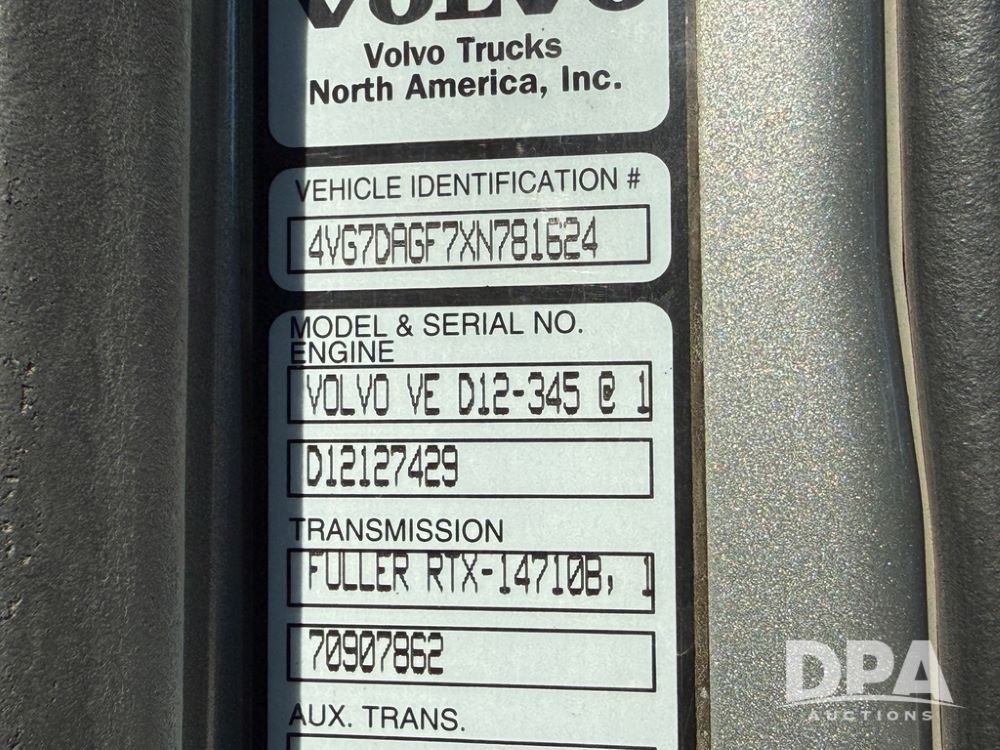 VOLVO
Volvo Trucks
North America, Inc.
VEHICLE IDENTIFICATION #
4VG7DAGF7XN781624
MODEL & SERIAL NO.
ENGINE
VOLVO VE D12-345 @ 1
D12127429
TRANSMISSION
FULLER RTX-14710B, 1
70907862
AUX. TRANS.
DPA
AUCTIONS